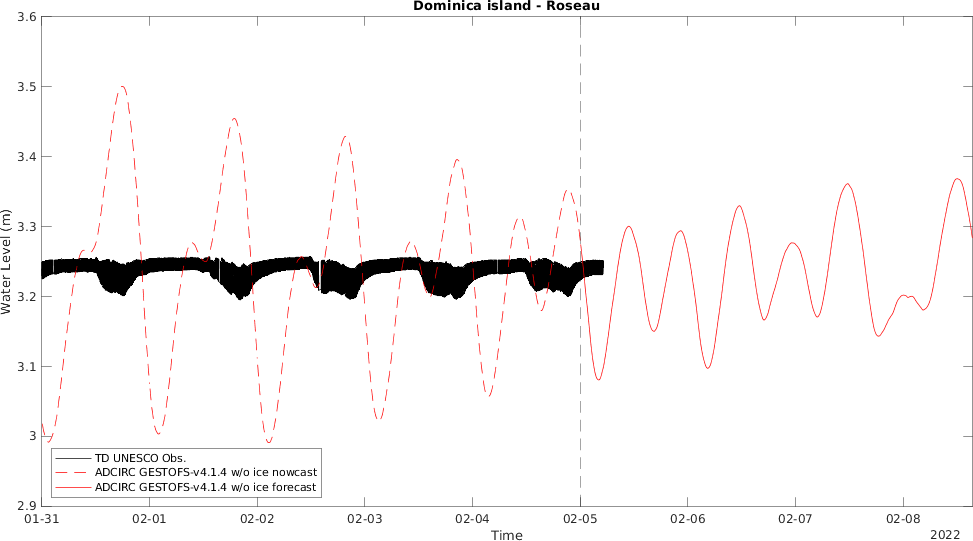 Dominica island - Roseau
3.6
3.5
3.4
3.3
3.2
3.1
3
2.9
Water Level (m)
TD UNESCO Obs.
ADCIRC GESTOFS-v4.1.4 w/o ice nowcast
ADCIRC GESTOFS-v4.1.4 w/o ice forecast
01-31 02-01 02-02 02-03 02-04 02-05 02-06 02-07 02-08
Time
2022